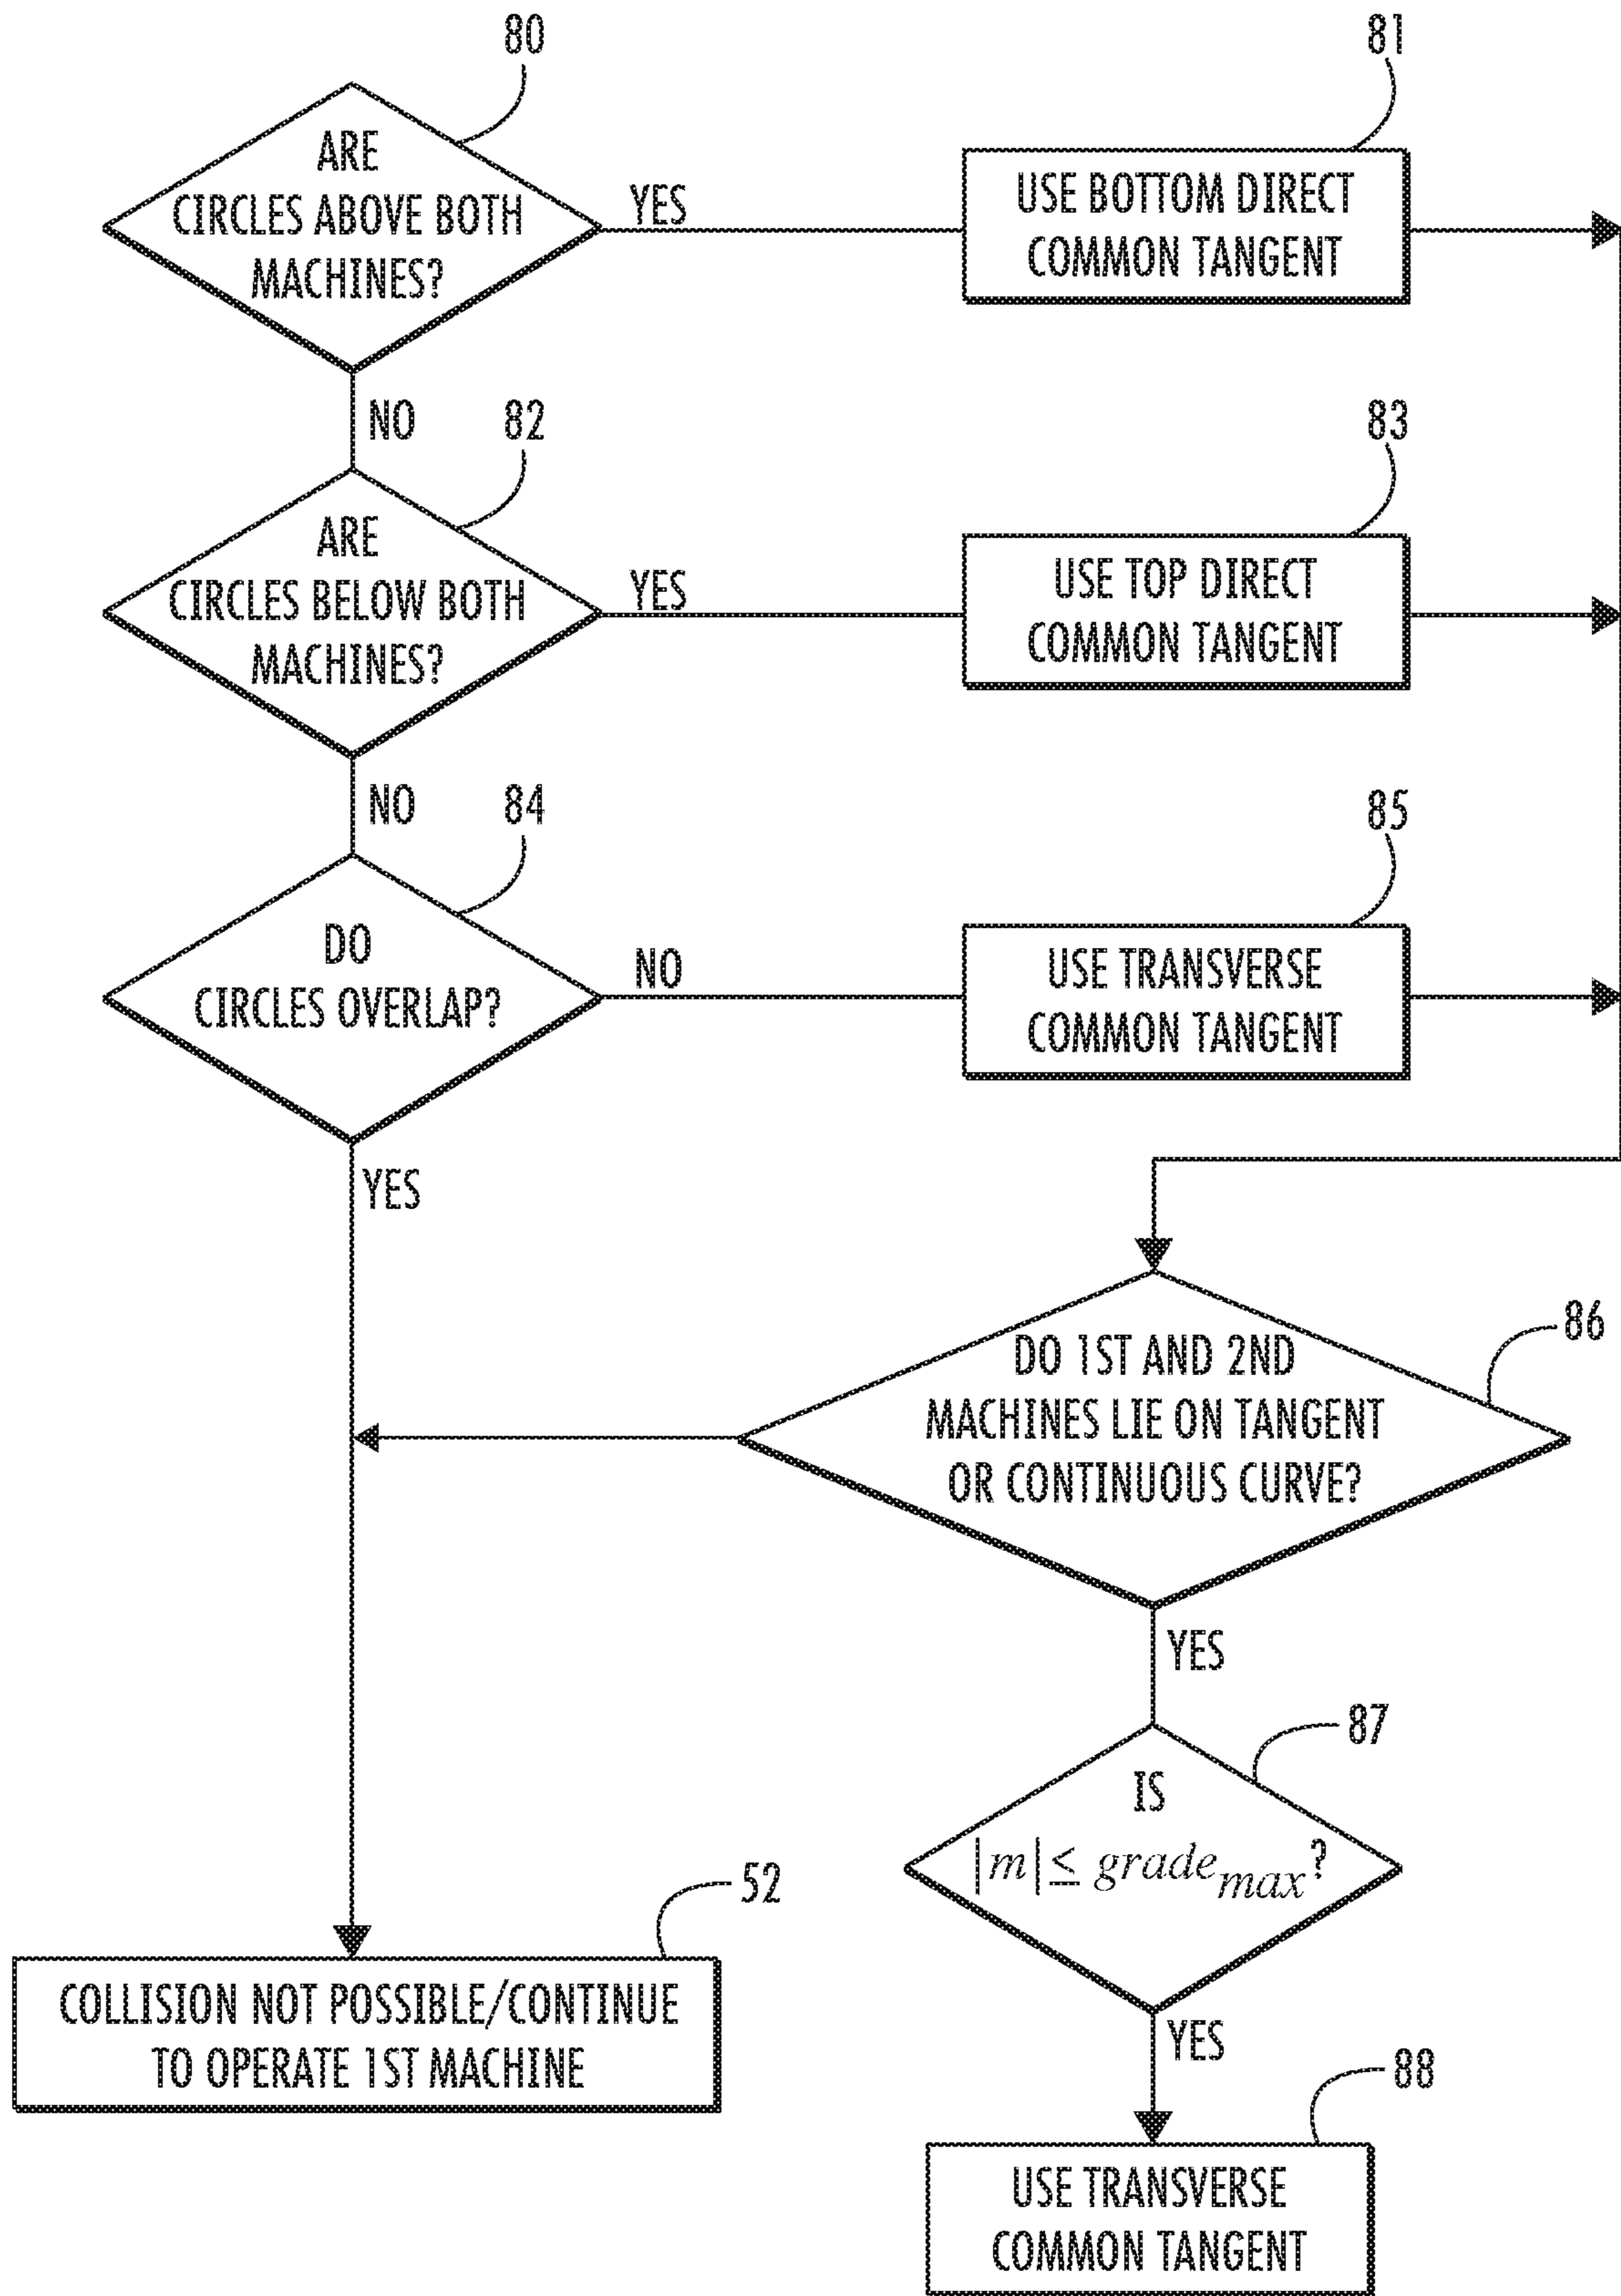 80
ARE
CIRCLES ABOVE BOTH
MACHINES?
YES
81
USE BOTTOM DIRECT
COMMON TANGENT
NO
82
ARE
CIRCLES BELOW BOTH
MACHINES?
YES
83
USE TOP DIRECT
COMMON TANGENT
NO
84
DO
CIRCLES OVERLAP?
NO
85
USE TRANSVERSE
COMMON TANGENT
YES
86
DO 1ST AND 2ND
MACHINES LIE ON TANGENT
OR CONTINUOUS CURVE?
YES
87
IS
|m| ≤ grade_max?
52
COLLISION NOT POSSIBLE/CONTINUE
TO OPERATE 1ST MACHINE
YES
88
USE TRANSVERSE
COMMON TANGENT